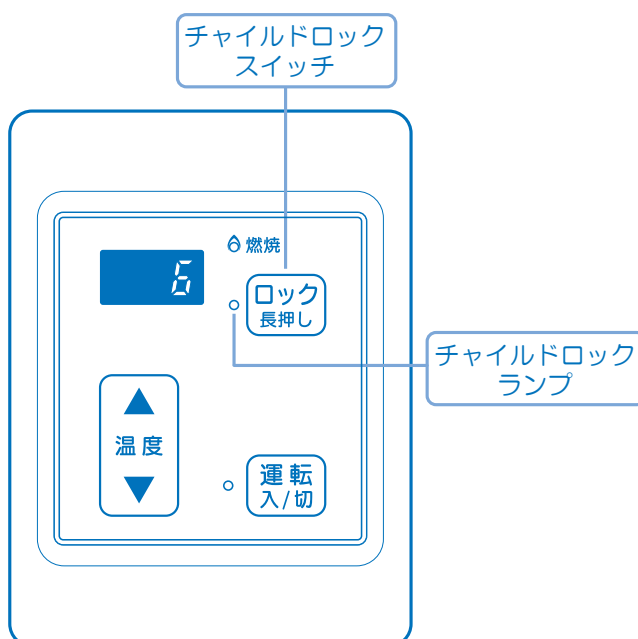 チャイルドロック
スイッチ
燃焼
6
ロック
長押し
チャイルドロック
ランプ
温度
運転
入/切